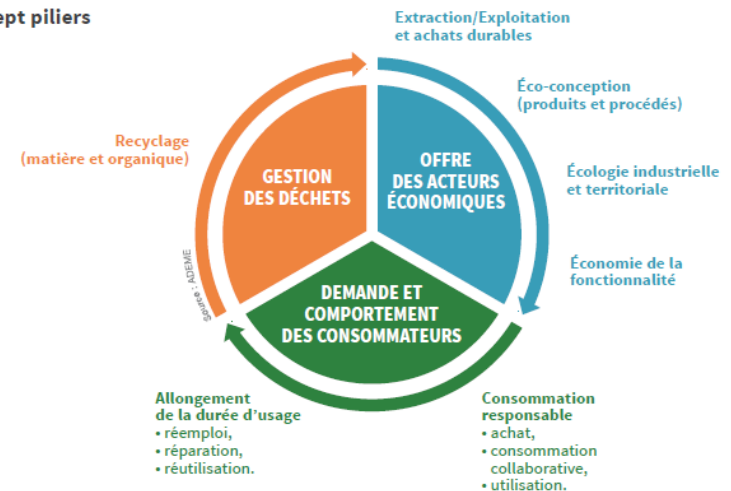 ept piliers
Extraction/Exploitation
et achats durables
Éco-conception
(produits et procédés)
Recyclage
(matière et organique)
OFFRE
DES ACTEURS
ÉCONOMIQUES
GESTION
DES DÉCHETS
Écologie industrielle
et territoriale
Économie de la
fonctionnalité
Source : ADEME
DEMANDE ET
COMPORTEMENT
DES CONSOMMATEURS
Allongement
de la durée d’usage
• réemploi,
• réparation,
• réutilisation.
Consommation
responsable
• achat,
• consommation
collaborative,
• utilisation.